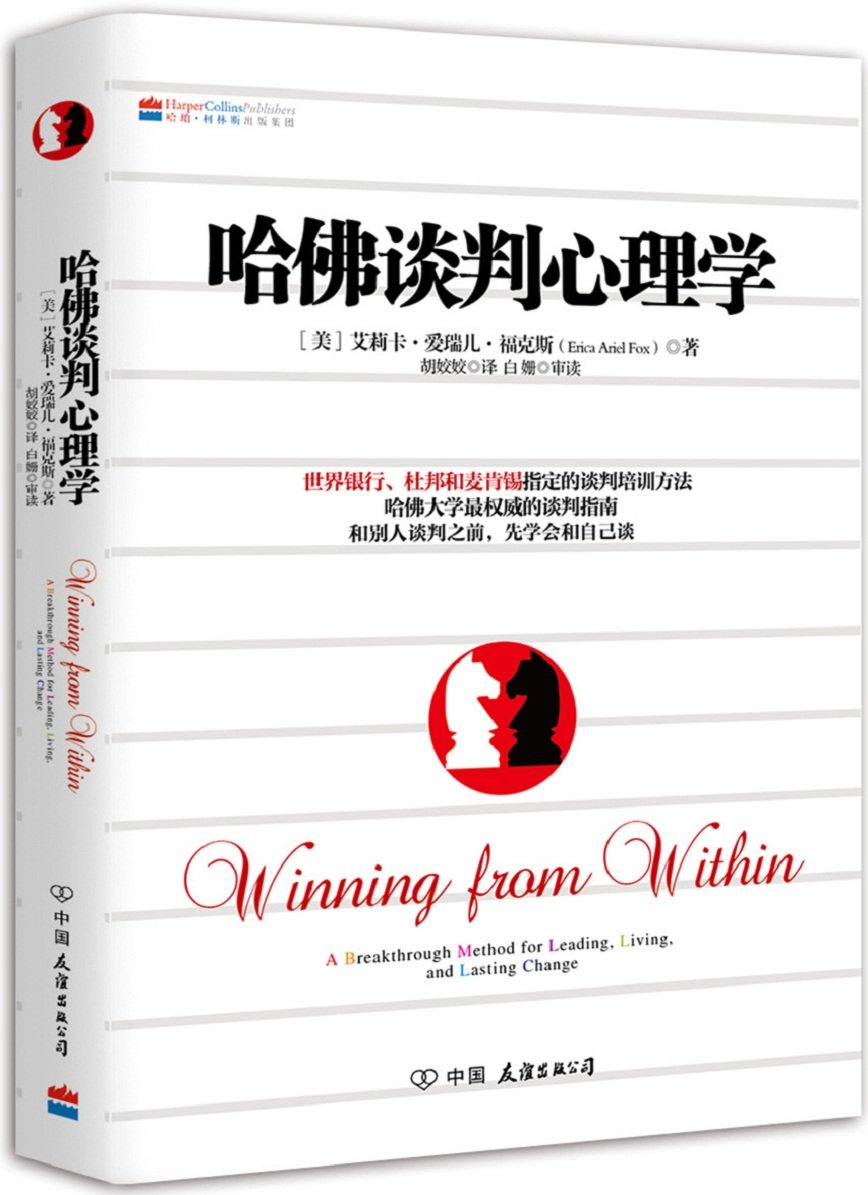 HarperCollinsPublishers
哈珀·柯林斯出版集团
哈佛谈判心理学
[美]艾莉卡·爱瑞儿·福克斯(Erica Ariel Fox)◎著
胡姣姣◎译 白姗◎审读
世界银行、杜邦和麦肯锡指定的谈判培训方法
哈佛大学最权威的谈判指南
和别人谈判之前，先学会和自己谈
Winning from Within
A Breakthrough Method for Leading, Living,
and Lasting Change
中国友谊出版公司
哈佛谈判心理学
[美]艾莉卡·爱瑞儿·福克斯◎著
胡姣姣◎译 白姗◎审读
Winning from Within
A Breakthrough Method for Leading, Living,
and Lasting Change
中国友谊出版公司